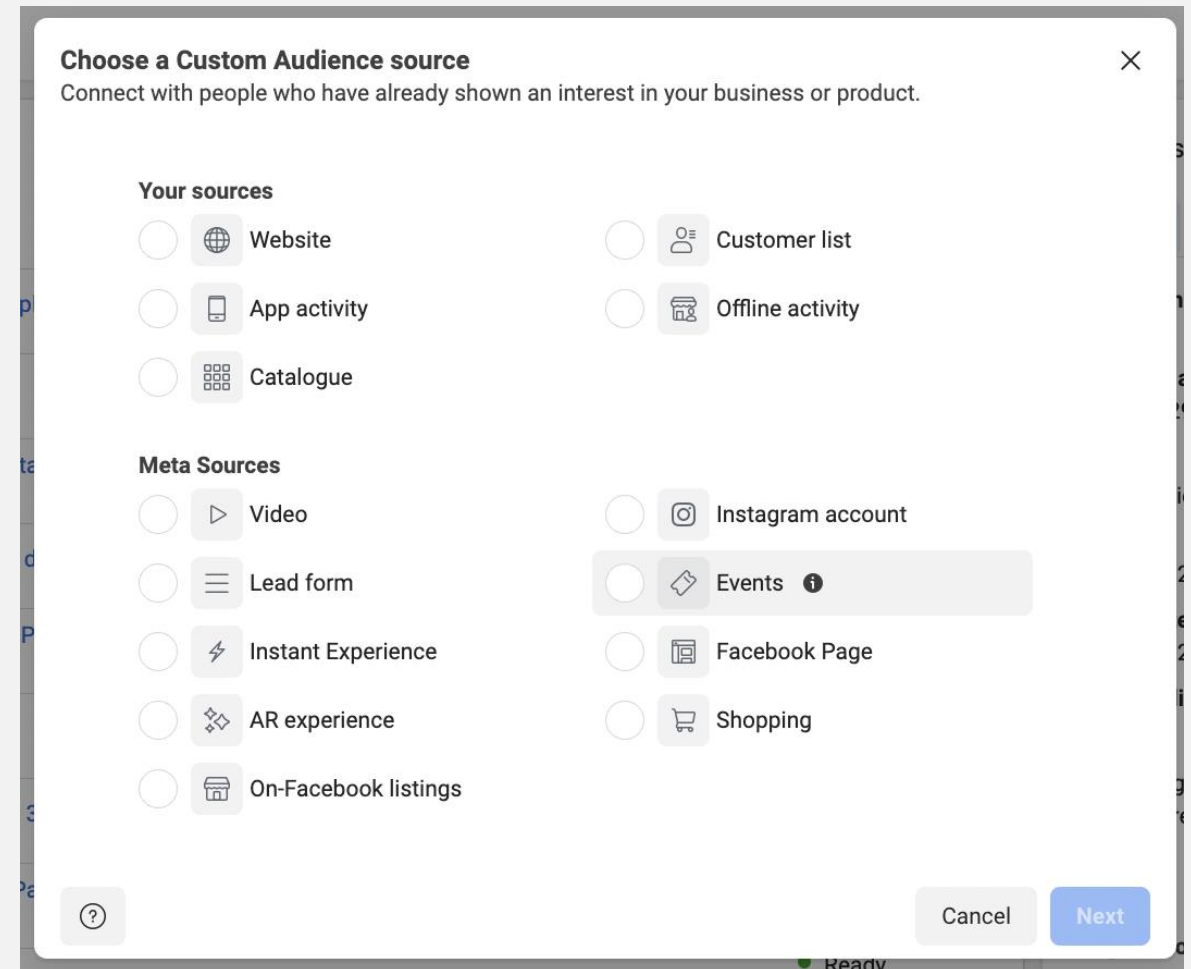 Choose a Custom Audience source
Connect with people who have already shown an interest in your business or product.
Your sources
Website
Customer list
App activity
Offline activity
Catalogue
Meta Sources
Video
Instagram account
Lead form
Events
Instant Experience
Facebook Page
AR experience
Shopping
On-Facebook listings
Cancel
Next
Ready